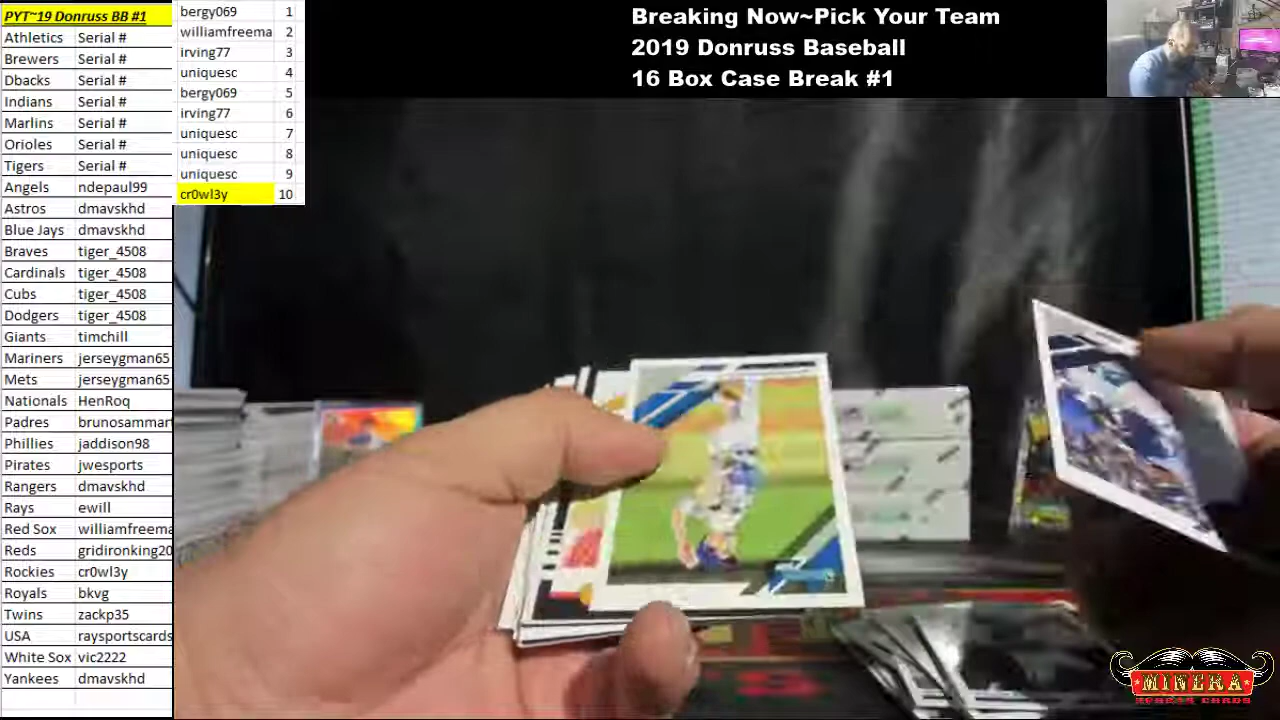 PYT~19 Donruss BB #1
Athletics Serial #
Brewers Serial #
Dbacks Serial #
Indians Serial #
Marlins Serial #
Orioles Serial #
Tigers Serial #
Angels ndepaul99
Astros dmavskhd
Blue Jays dmavskhd
Braves tiger_4508
Cardinals tiger_4508
Cubs tiger_4508
Dodgers tiger_4508
Giants timchill
Mariners jerseygman65
Mets jerseygman65
Nationals HenRoq
Padres brunosammar
Phillies jaddison98
Pirates jwesports
Rangers dmavskhd
Rays ewill
Red Sox williamfreema
Reds gridironking20
Rockies cr0wl3y
Royals bkvg
Twins zackp35
USA raysportscards
White Sox vic2222
Yankees dmavskhd
bergy069 1
williamfreema 2
irving77 3
uniquesc 4
bergy069 5
irving77 6
uniquesc 7
uniquesc 8
uniquesc 9
cr0wl3y 10
Breaking Now~Pick Your Team
2019 Donruss Baseball
16 Box Case Break #1
MINERA
XPRESS CARDS